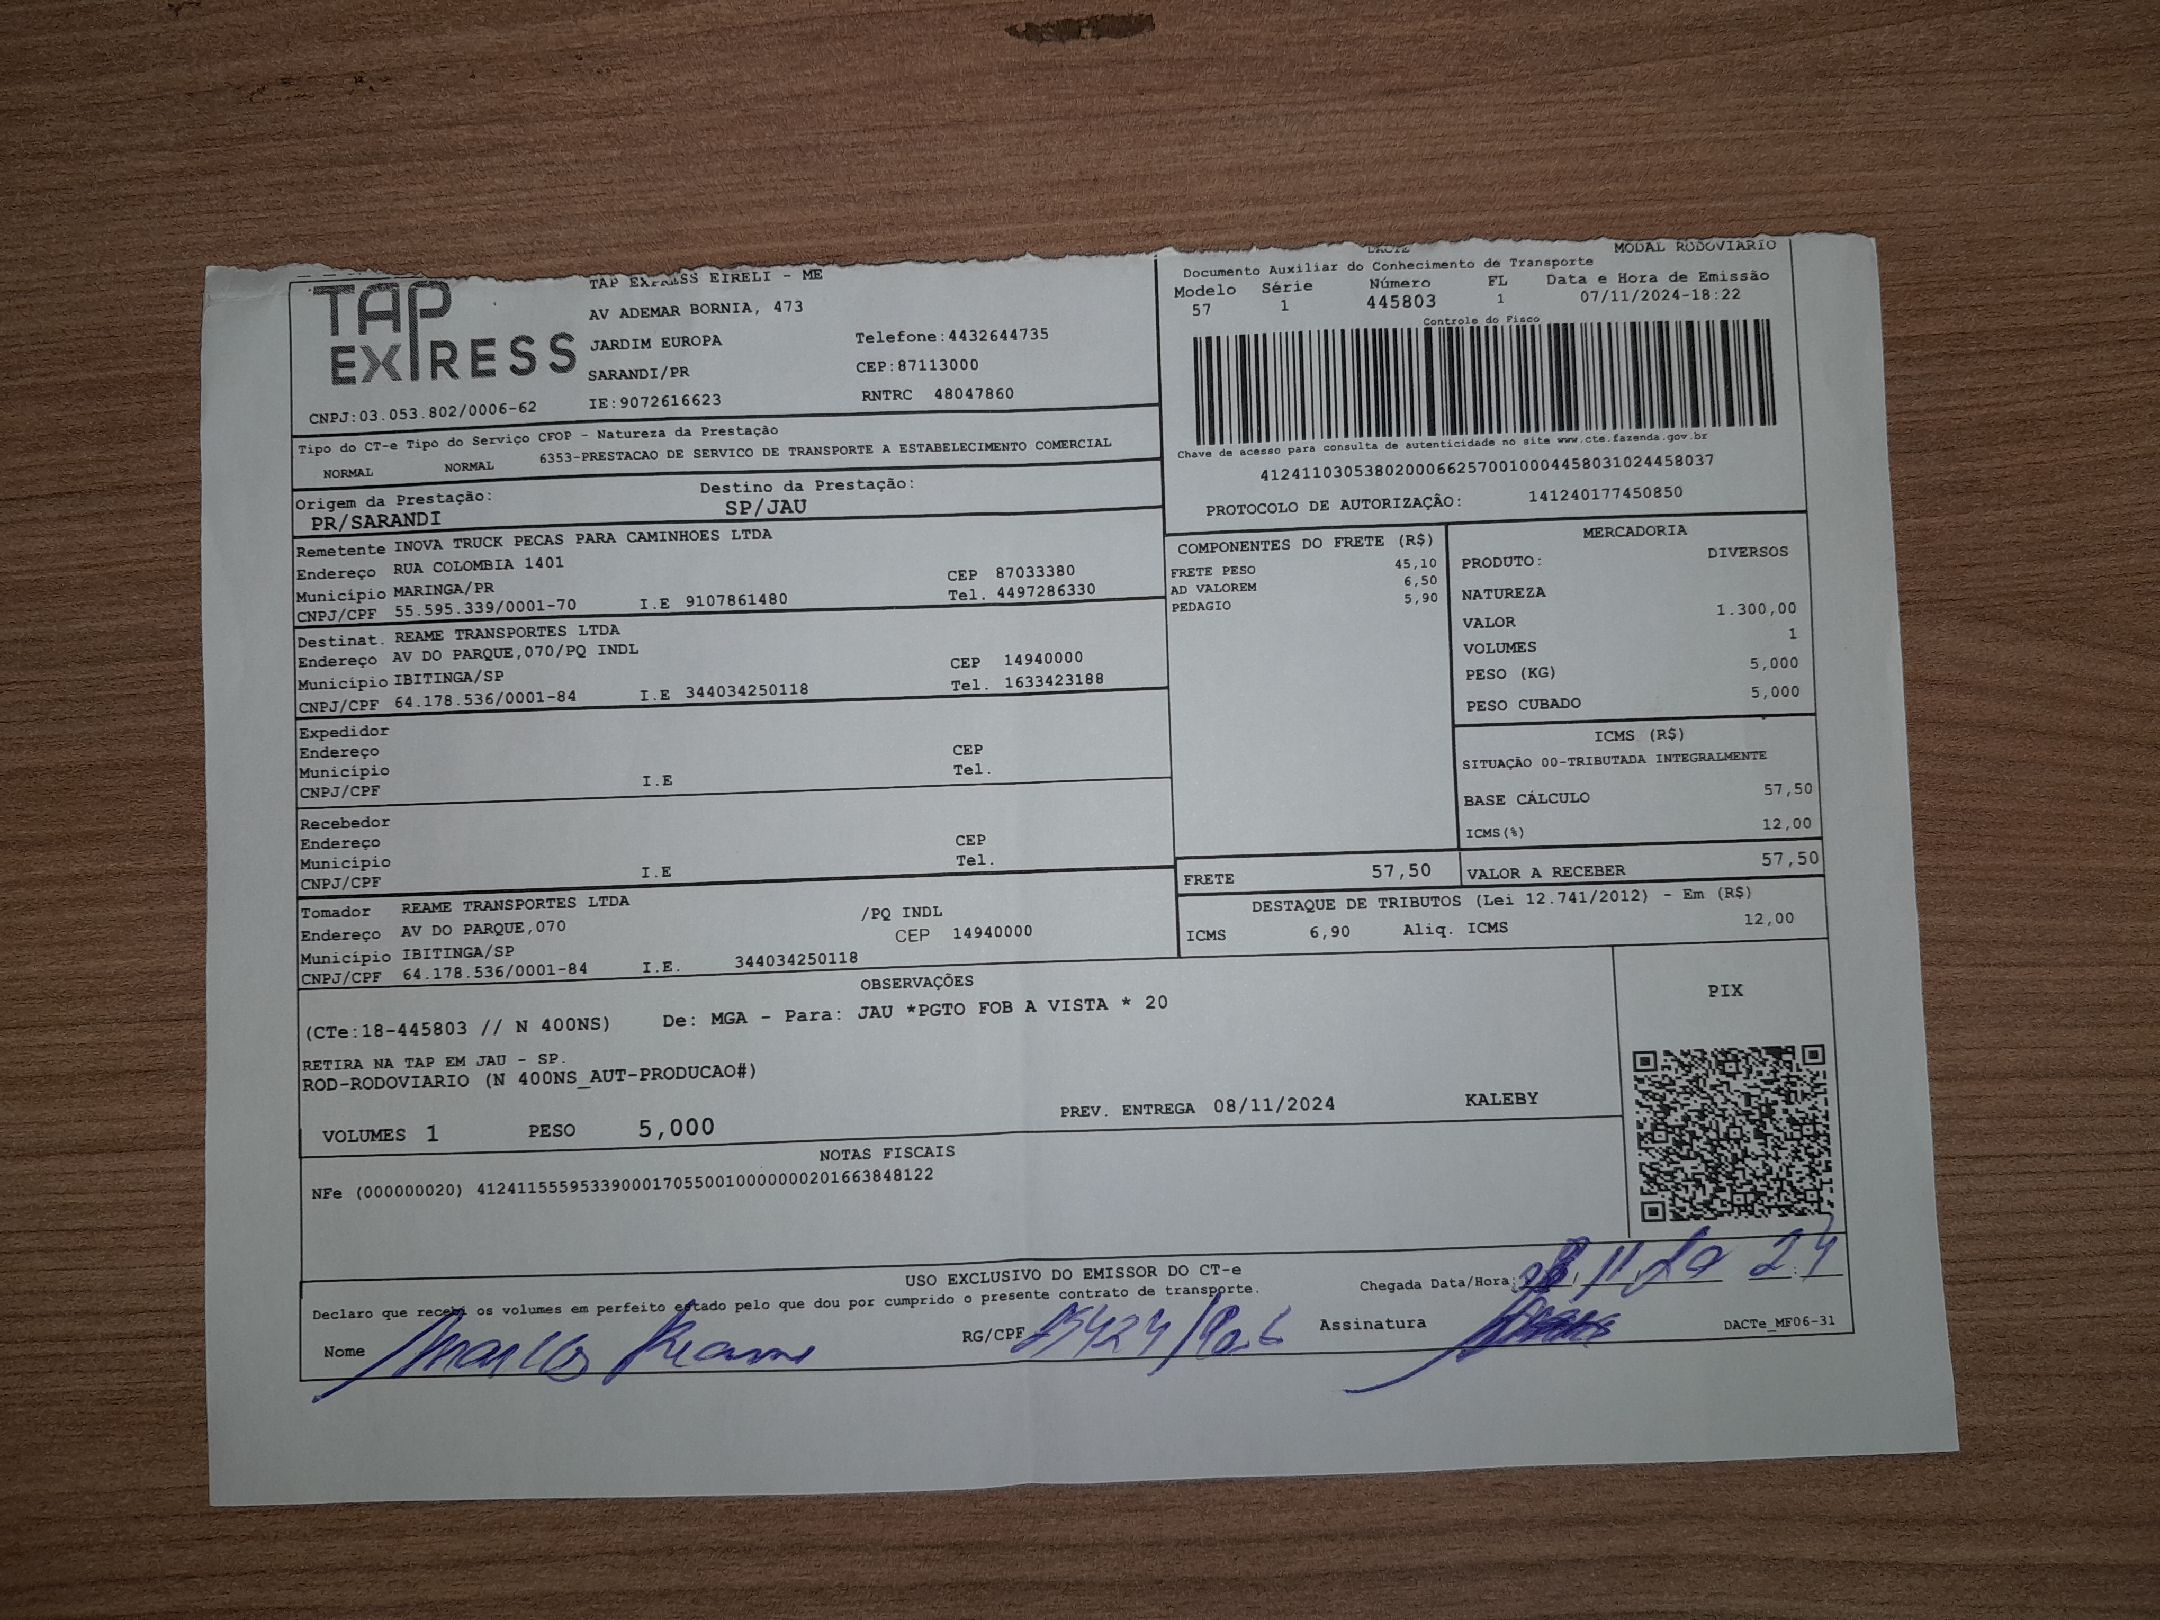 TAP EXPRESS
TAP EXPRESS EIRELI - ME
AV ADEMAR BORNIA, 473
JARDIM EUROPA Telefone:4432644735
SARANDI/PR CEP:87113000
CNPJ:03.053.802/0006-62 IE:9072616623 RNTRC 48047860
DACTE MODAL RODOVIARIO
Documento Auxiliar do Conhecimento de Transporte
Modelo Série Número FL Data e Hora de Emissão
57 1 445803 1 07/11/2024-18:22
Controle do Fisco
Chave de acesso para consulta de autenticidade no site www.cte.fazenda.gov.br
41241103053802000662570010004458031024458037
PROTOCOLO DE AUTORIZAÇÃO: 141240177450850
Tipo do CT-e Tipo do Serviço CFOP - Natureza da Prestação
NORMAL NORMAL 6353-PRESTACAO DE SERVICO DE TRANSPORTE A ESTABELECIMENTO COMERCIAL
Origem da Prestação: Destino da Prestação:
PR/SARANDI SP/JAU
Remetente INOVA TRUCK PECAS PARA CAMINHOES LTDA
Endereço RUA COLOMBIA 1401
Município MARINGA/PR CEP 87033380
CNPJ/CPF 55.595.339/0001-70 I.E 9107861480 Tel. 4497286330
Destinat. REAME TRANSPORTES LTDA
Endereço AV DO PARQUE,070/PQ INDL
Município IBITINGA/SP CEP 14940000
CNPJ/CPF 64.178.536/0001-84 I.E 344034250118 Tel. 1633423188
Expedidor
Endereço CEP
Município Tel.
CNPJ/CPF I.E
Recebedor
Endereço CEP
Município Tel.
CNPJ/CPF I.E
Tomador REAME TRANSPORTES LTDA
Endereço AV DO PARQUE,070 /PQ INDL
Município IBITINGA/SP CEP 14940000
CNPJ/CPF 64.178.536/0001-84 I.E. 344034250118
COMPONENTES DO FRETE (R$)
FRETE PESO 45,10
AD VALOREM 6,50
PEDAGIO 5,90
MERCADORIA
PRODUTO: DIVERSOS
NATUREZA
VALOR 1.300,00
VOLUMES 1
PESO (KG) 5,000
PESO CUBADO 5,000
ICMS (R$)
SITUAÇÃO 00-TRIBUTADA INTEGRALMENTE
BASE CÁLCULO 57,50
ICMS(%) 12,00
FRETE 57,50 VALOR A RECEBER 57,50
DESTAQUE DE TRIBUTOS (Lei 12.741/2012) - Em (R$)
ICMS 6,90 Aliq. ICMS 12,00
OBSERVAÇÕES
(CTe:18-445803 // N 400NS) De: MGA - Para: JAU *PGTO FOB A VISTA * 20
RETIRA NA TAP EM JAU - SP.
ROD-RODOVIARIO (N 400NS_AUT-PRODUCAO#)
VOLUMES 1 PESO 5,000 PREV. ENTREGA 08/11/2024 KALEBY
PIX
NOTAS FISCAIS
NFe (000000020) 41241155595339000170550010000000201663848122
USO EXCLUSIVO DO EMISSOR DO CT-e
Declaro que recebi os volumes em perfeito estado pelo que dou por cumprido o presente contrato de transporte.
Chegada Data/Hora: 11 20 24
Nome Marcos Reame RG/CPF Assinatura
DACTe_MF06-31